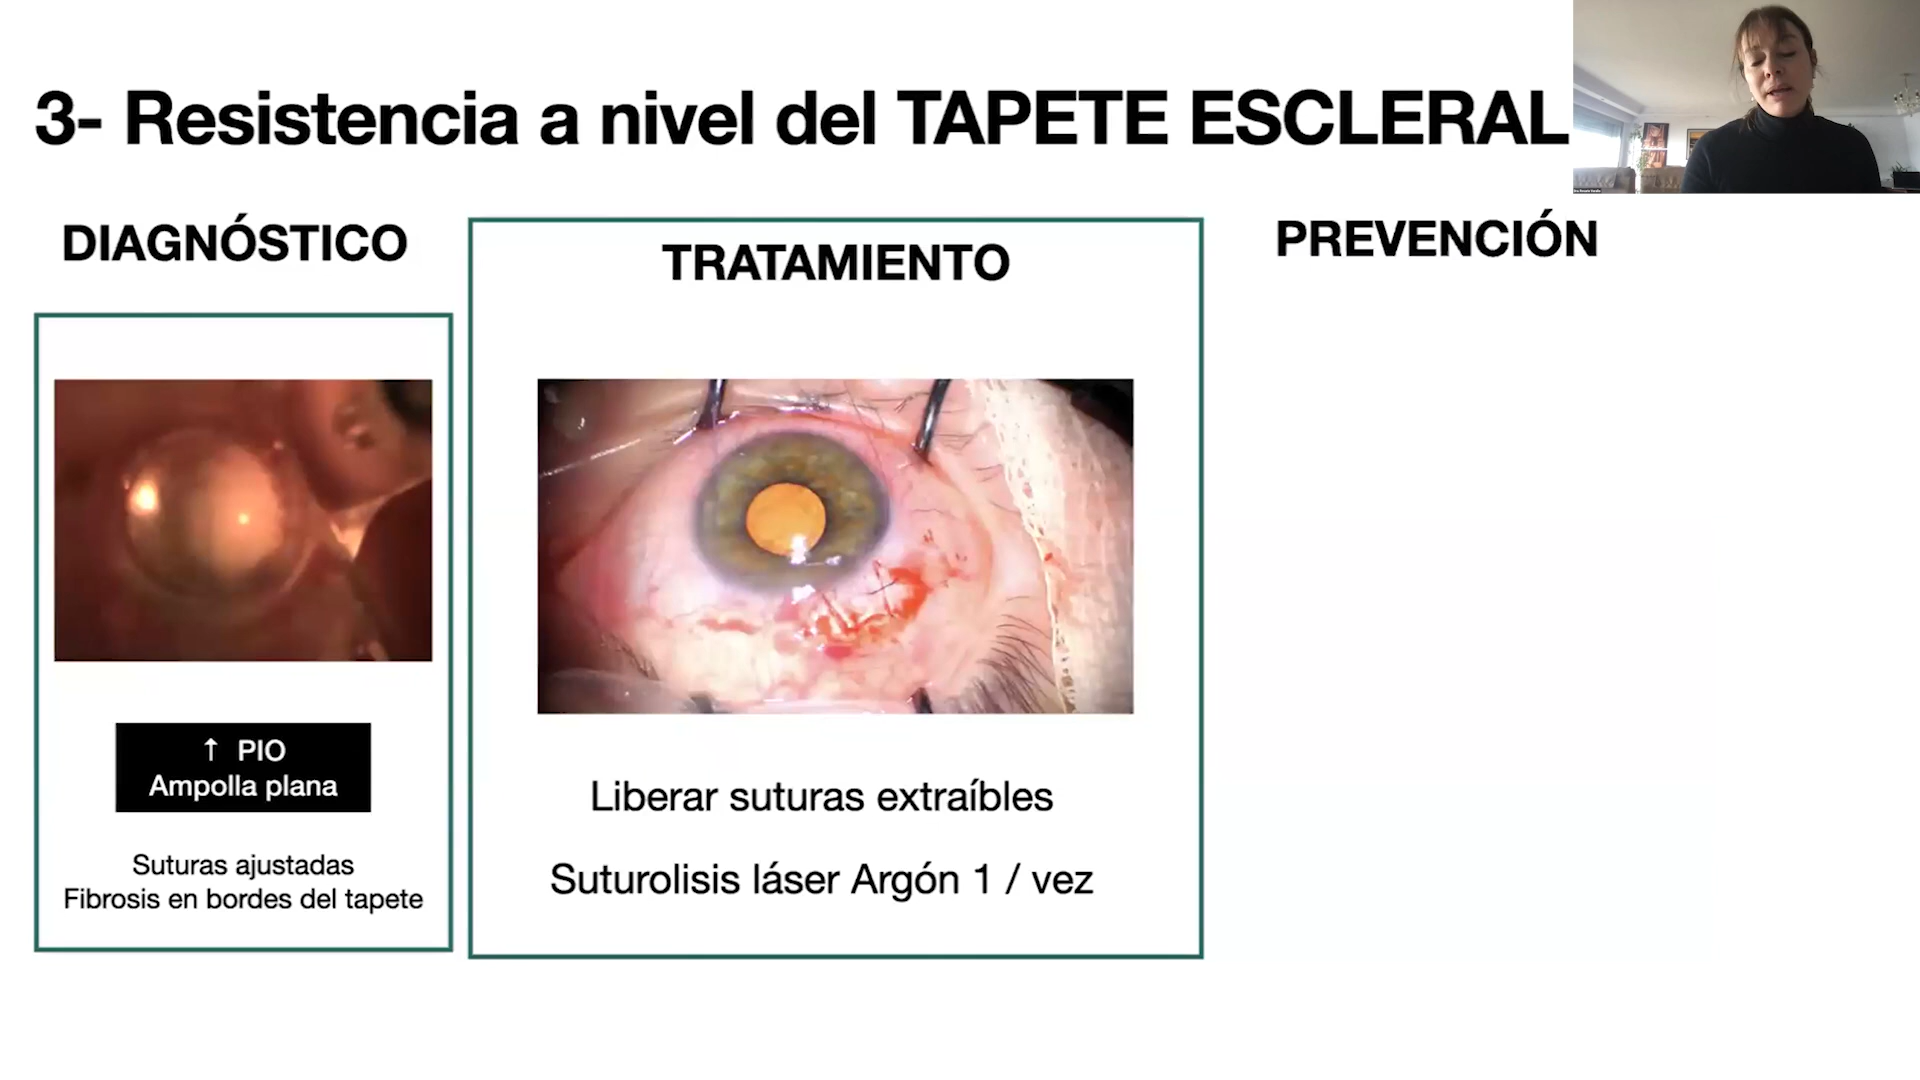 3- Resistencia a nivel del TAPETE ESCLERAL
DIAGNÓSTICO
↑ PIO
Ampolla plana
Suturas ajustadas
Fibrosis en bordes del tapete
TRATAMIENTO
Liberar suturas extraíbles
Suturolisis láser Argón 1 / vez
PREVENCIÓN